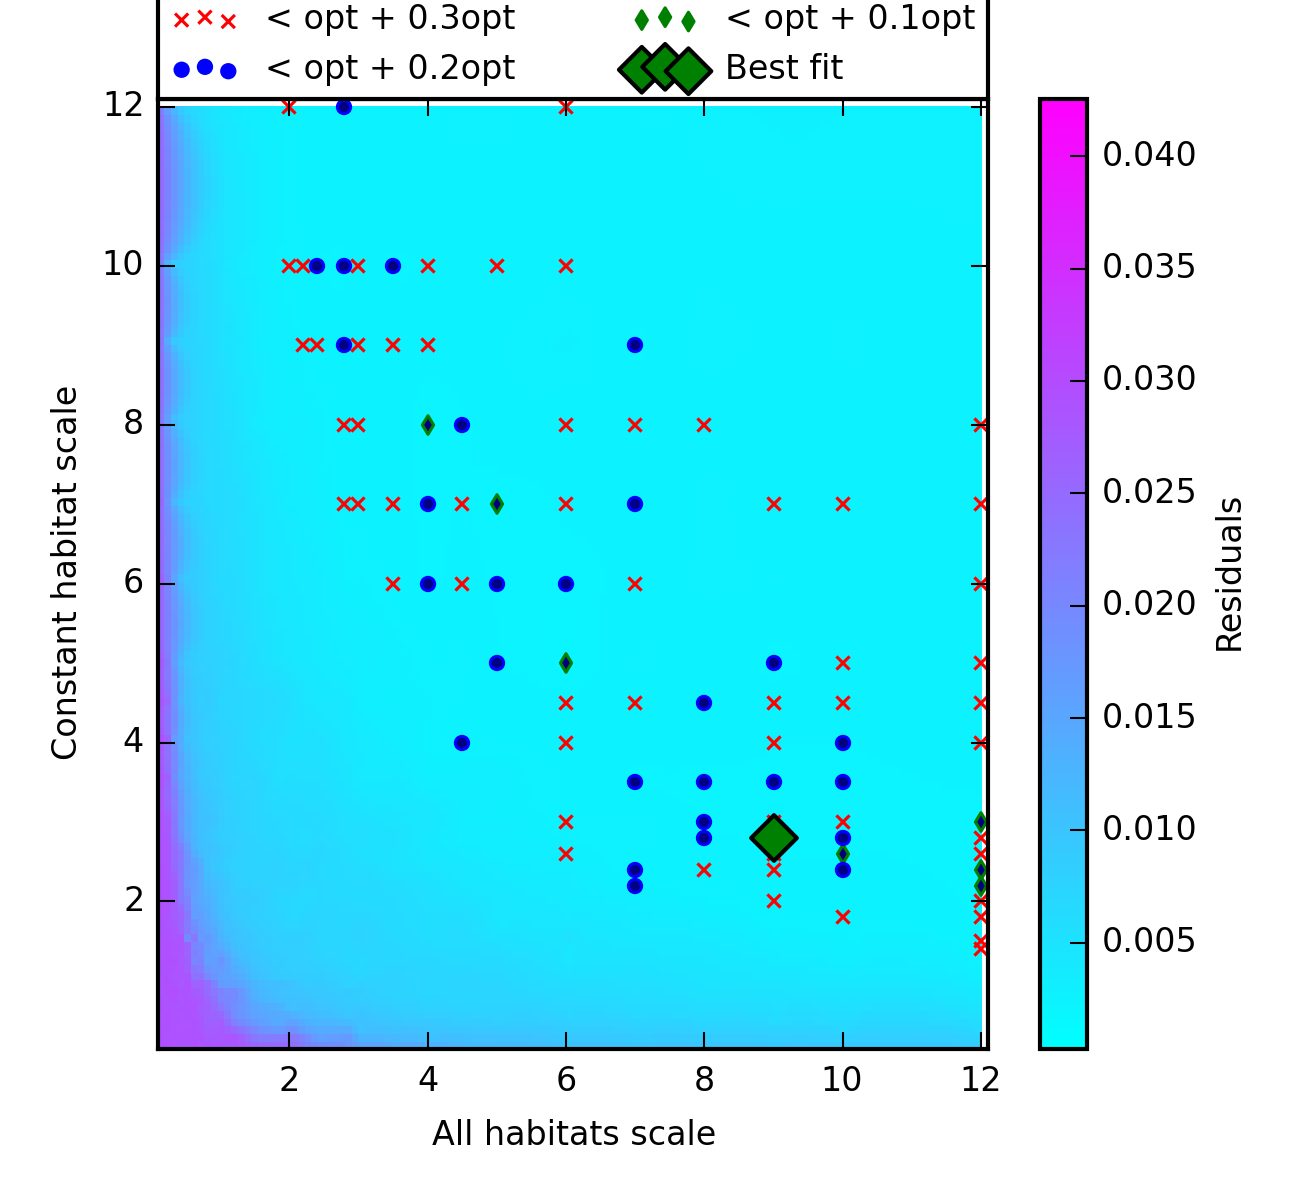 < opt + 0.3opt
< opt + 0.1opt
< opt + 0.2opt
Best fit
12
10
8
6
4
2
Constant habitat scale
2 4 6 8 10 12
All habitats scale
0.040
0.035
0.030
0.025
0.020
0.015
0.010
0.005
Residuals